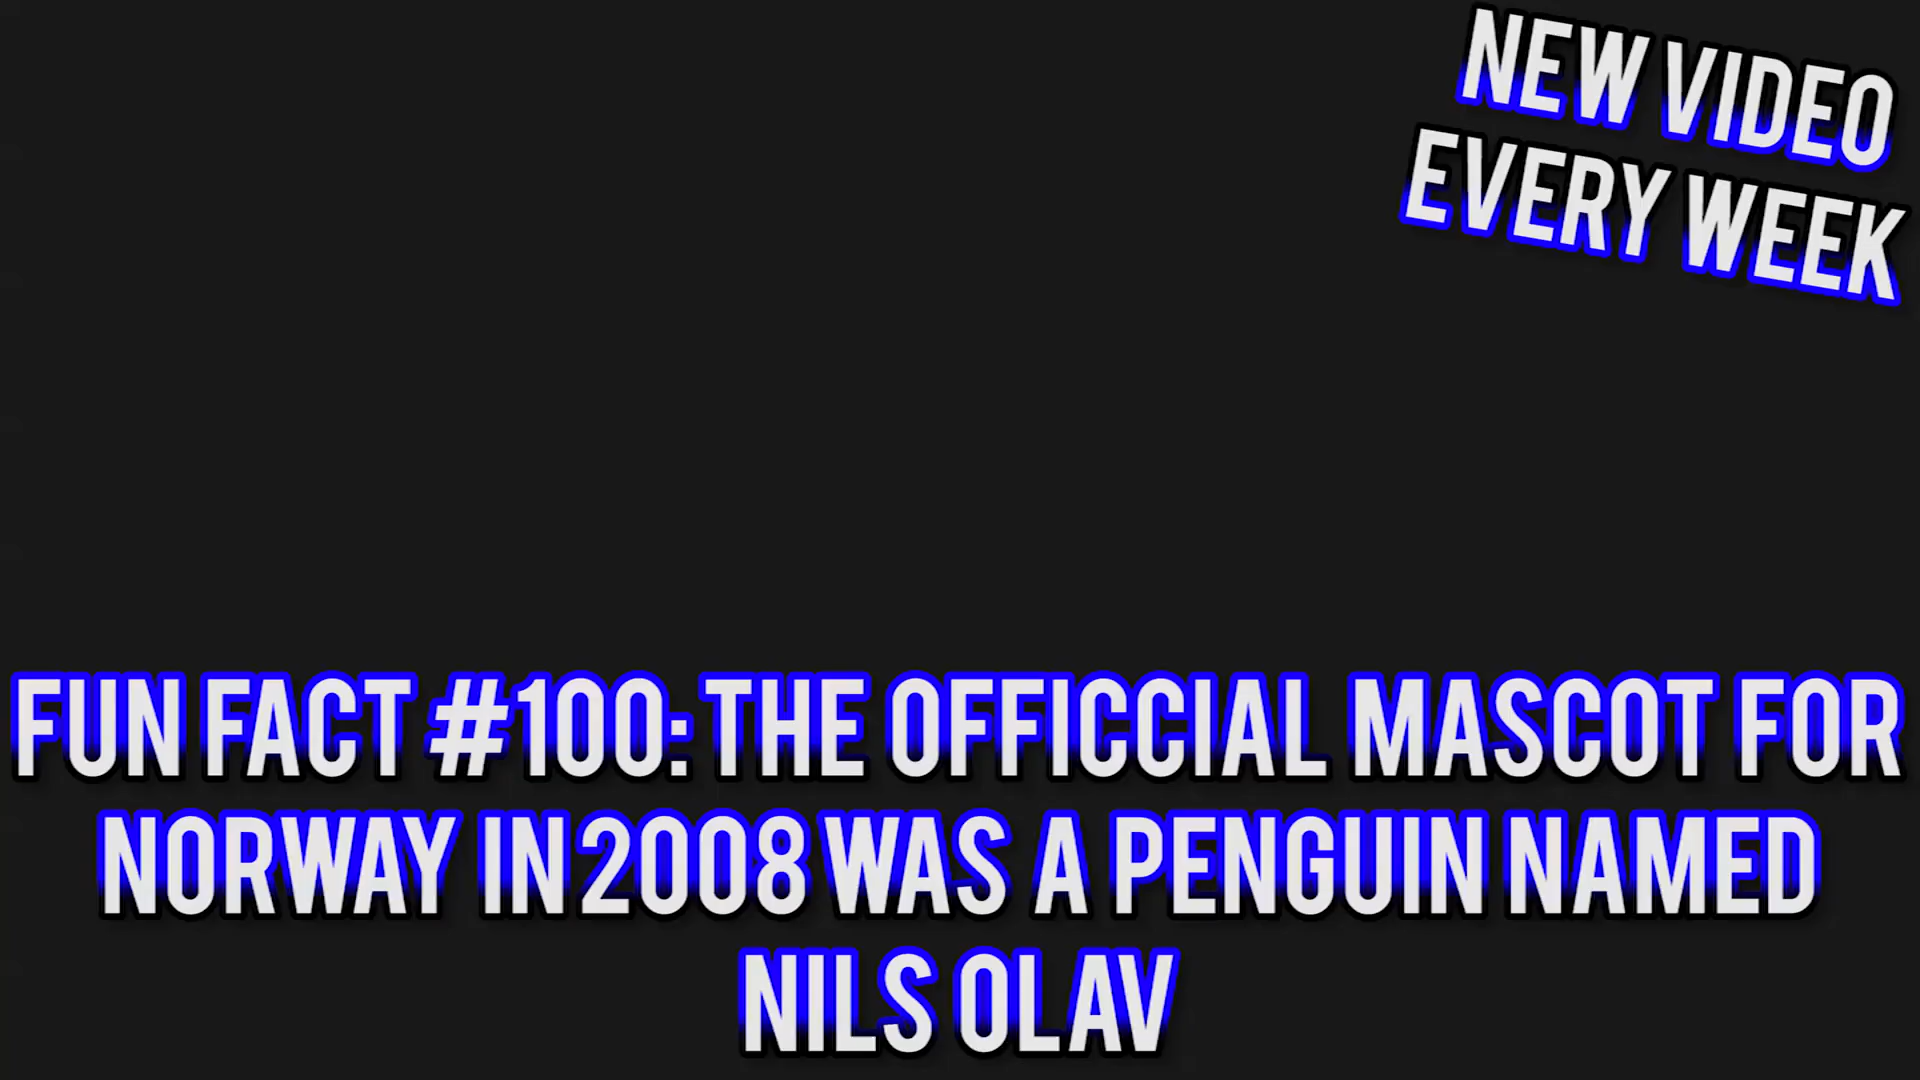 NEW VIDEO
EVERY WEEK
FUN FACT #100: THE OFFICCIAL MASCOT FOR
NORWAY IN 2008 WAS A PENGUIN NAMED
NILS OLAV